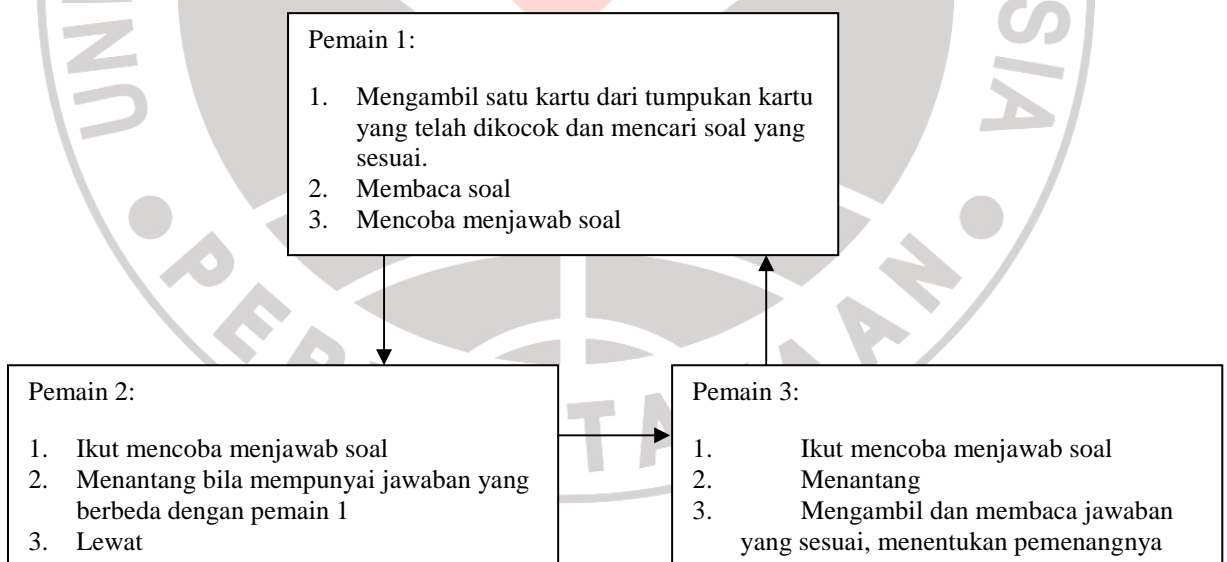 Pemain 1:
1. Mengambil satu kartu dari tumpukan kartu
yang telah dikocok dan mencari soal yang
sesuai.
2. Membaca soal
3. Mencoba menjawab soal
Pemain 2:
1. Ikut mencoba menjawab soal
2. Menantang bila mempunyai jawaban yang
berbeda dengan pemain 1
3. Lewat
Pemain 3:
1. Ikut mencoba menjawab soal
2. Menantang
3. Mengambil dan membaca jawaban
yang sesuai, menentukan pemenangnya